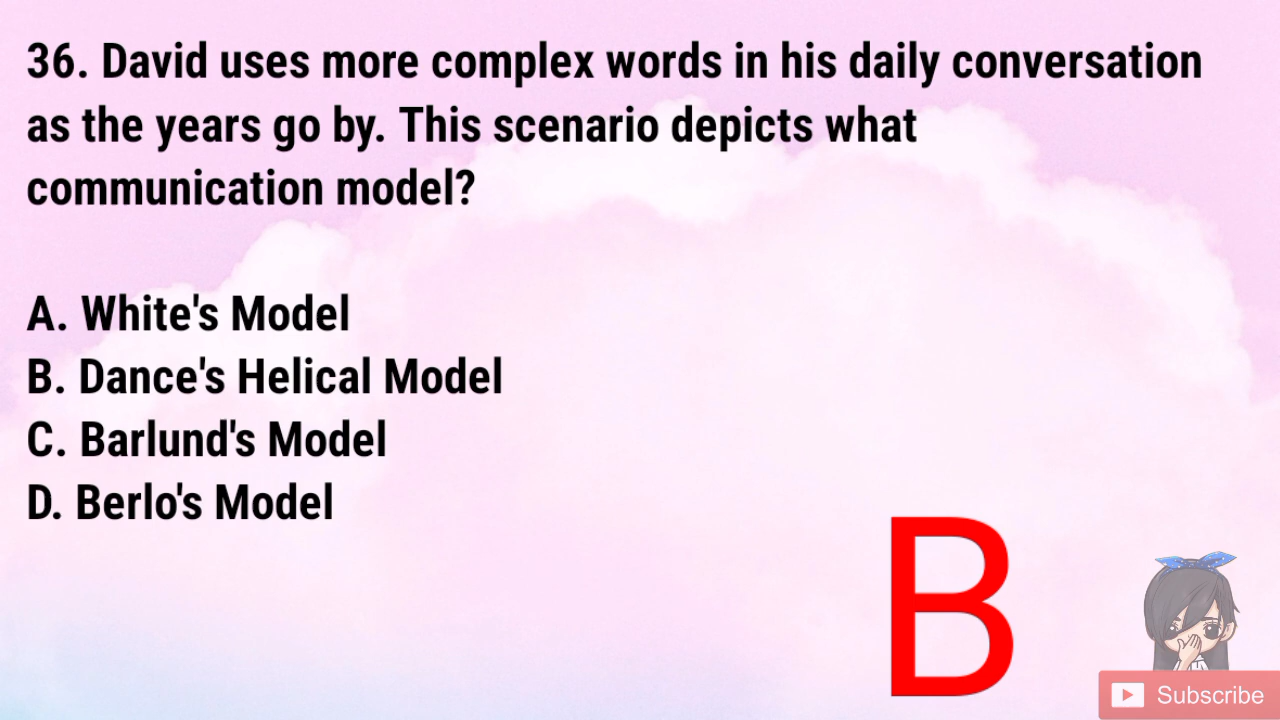 36. David uses more complex words in his daily conversation
as the years go by. This scenario depicts what
communication model?
A. White's Model
B. Dance's Helical Model
C. Barlund's Model
D. Berlo's Model
B
Subscribe